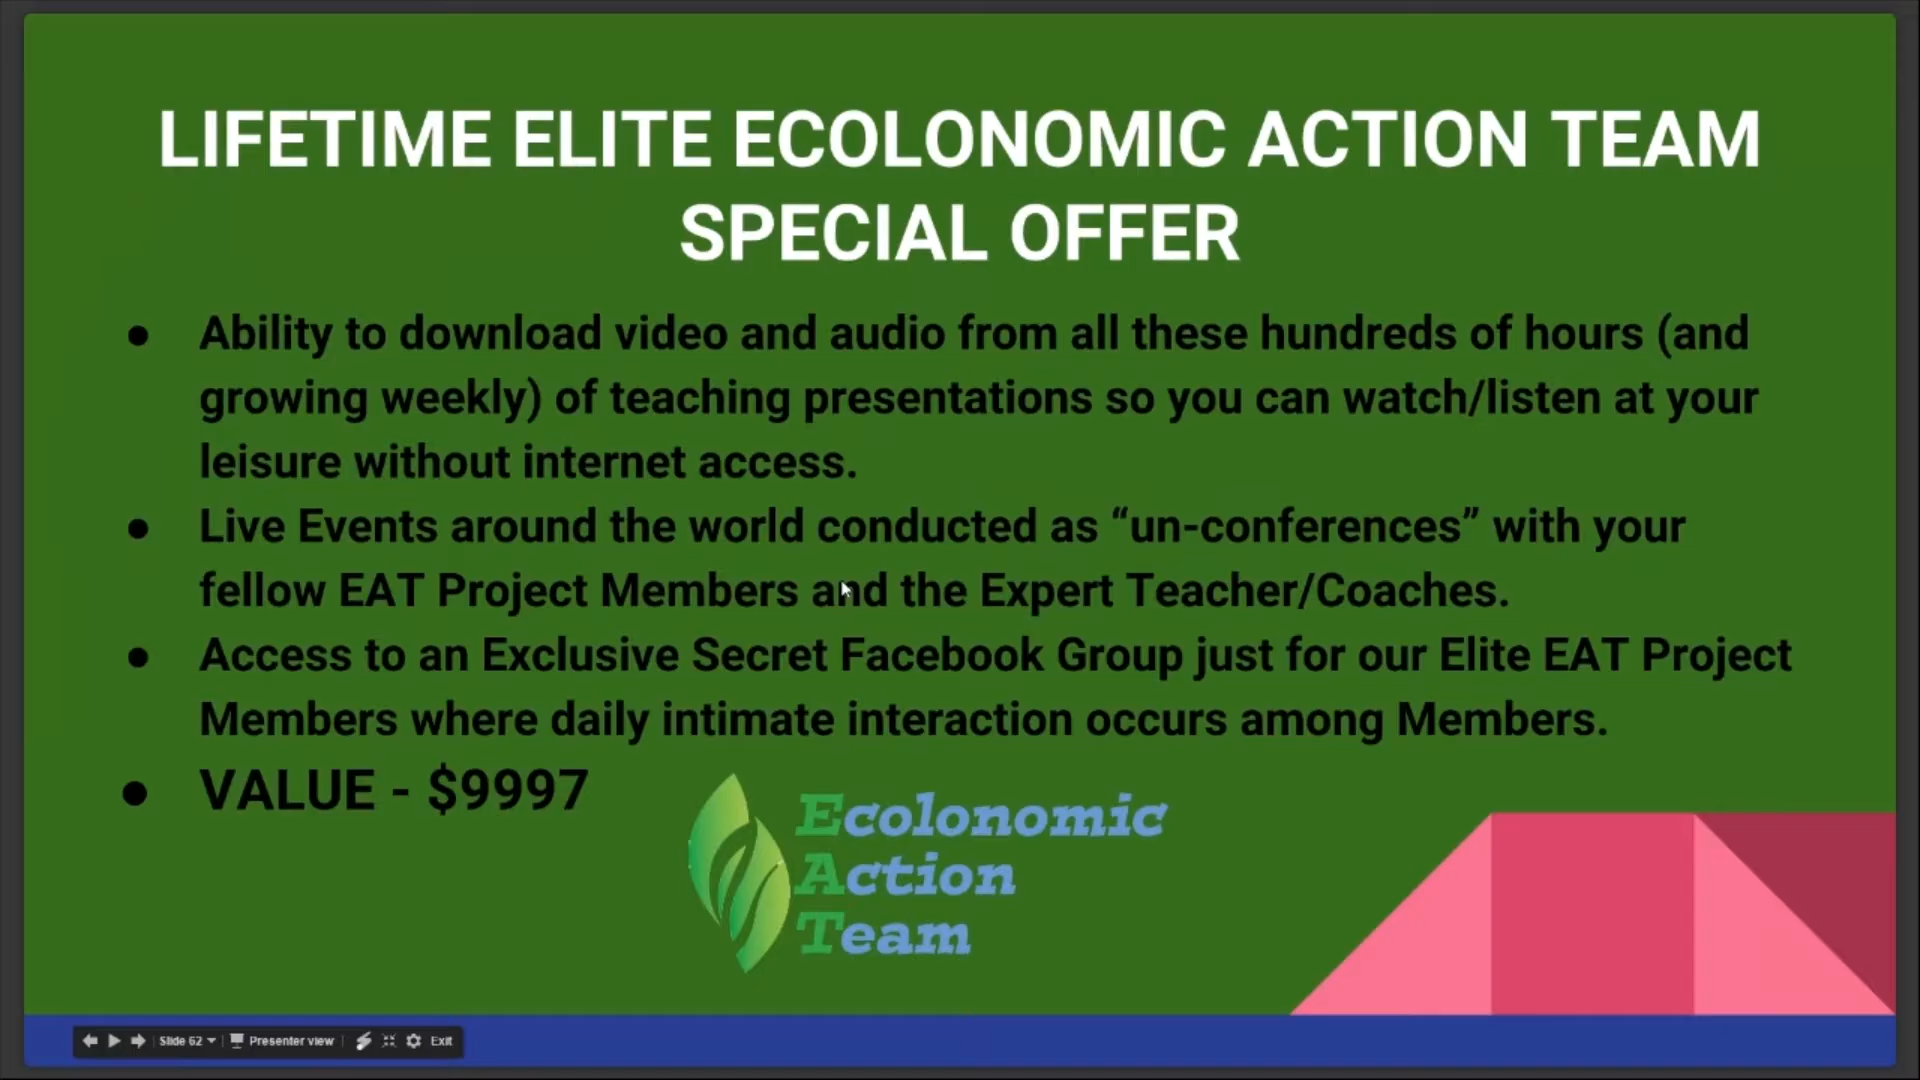 LIFETIME ELITE ECOLONOMIC ACTION TEAM
SPECIAL OFFER
● Ability to download video and audio from all these hundreds of hours (and
growing weekly) of teaching presentations so you can watch/listen at your
leisure without internet access.
● Live Events around the world conducted as “un-conferences” with your
fellow EAT Project Members and the Expert Teacher/Coaches.
● Access to an Exclusive Secret Facebook Group just for our Elite EAT Project
Members where daily intimate interaction occurs among Members.
● VALUE - $9997
Ecolonomic
Action
Team
Slide 62 Presenter view Exit